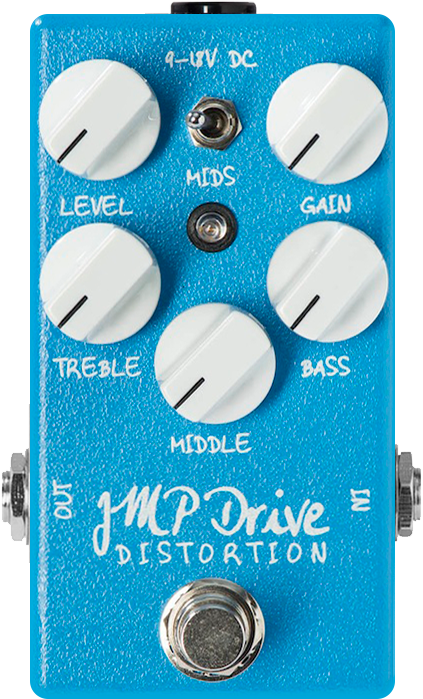 9-18V DC
MIDS
LEVEL
GAIN
TREBLE
BASS
MIDDLE
OUT
IN
JMP Drive
DISTORTION